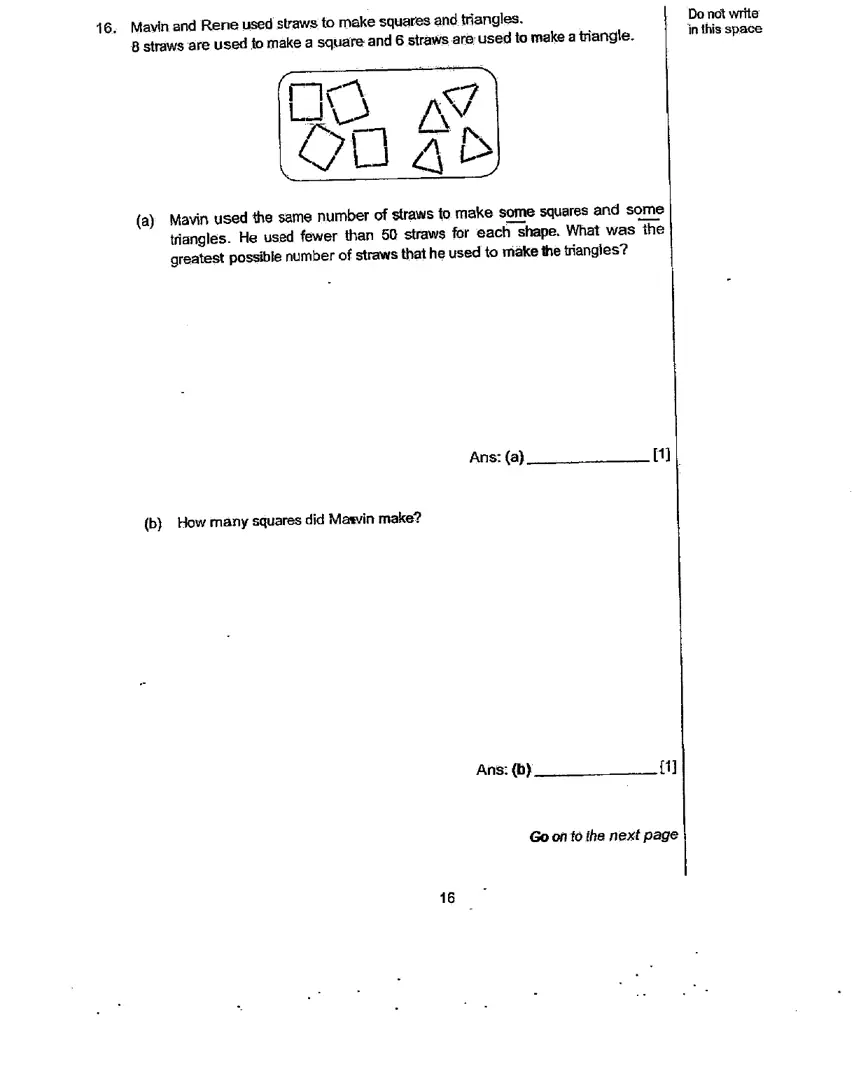 16. Mavin and Rene used straws to make squares and triangles.
8 straws are used to make a square and 6 straws are used to make a triangle.
Do not write
in this space
(a) Mavin used the same number of straws to make some squares and some
triangles. He used fewer than 50 straws for each shape. What was the
greatest possible number of straws that he used to make the triangles?
Ans: (a)______________[1]
(b) How many squares did Mavin make?
Ans: (b)______________[1]
Go on to the next page
16